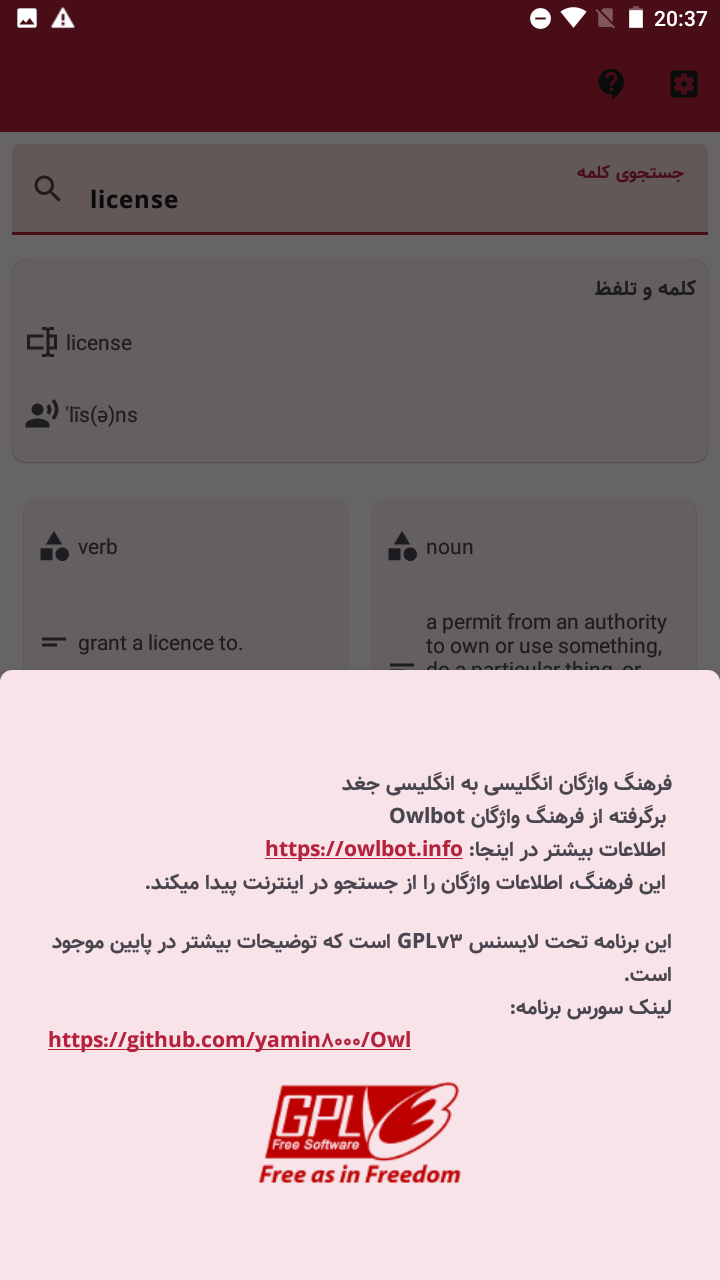 20:37
جستجوی کلمه
license
کلمه و تلفظ
license
ˈlīs(ə)ns
verb
grant a licence to.
noun
a permit from an authority
to own or use something,
do a particular thing, or
فرهنگ واژگان انگلیسی به انگلیسی جغد
برگرفته از فرهنگ واژگان Owlbot
اطلاعات بیشتر در اینجا: https://owlbot.info
این فرهنگ، اطلاعات واژگان را از جستجو در اینترنت پیدا میکند.
این برنامه تحت لایسنس GPLv۳ است که توضیحات بیشتر در پایین موجود
است.
لینک سورس برنامه:
https://github.com/yamin۸۰۰۰/Owl
GPLv3
Free Software
Free as in Freedom